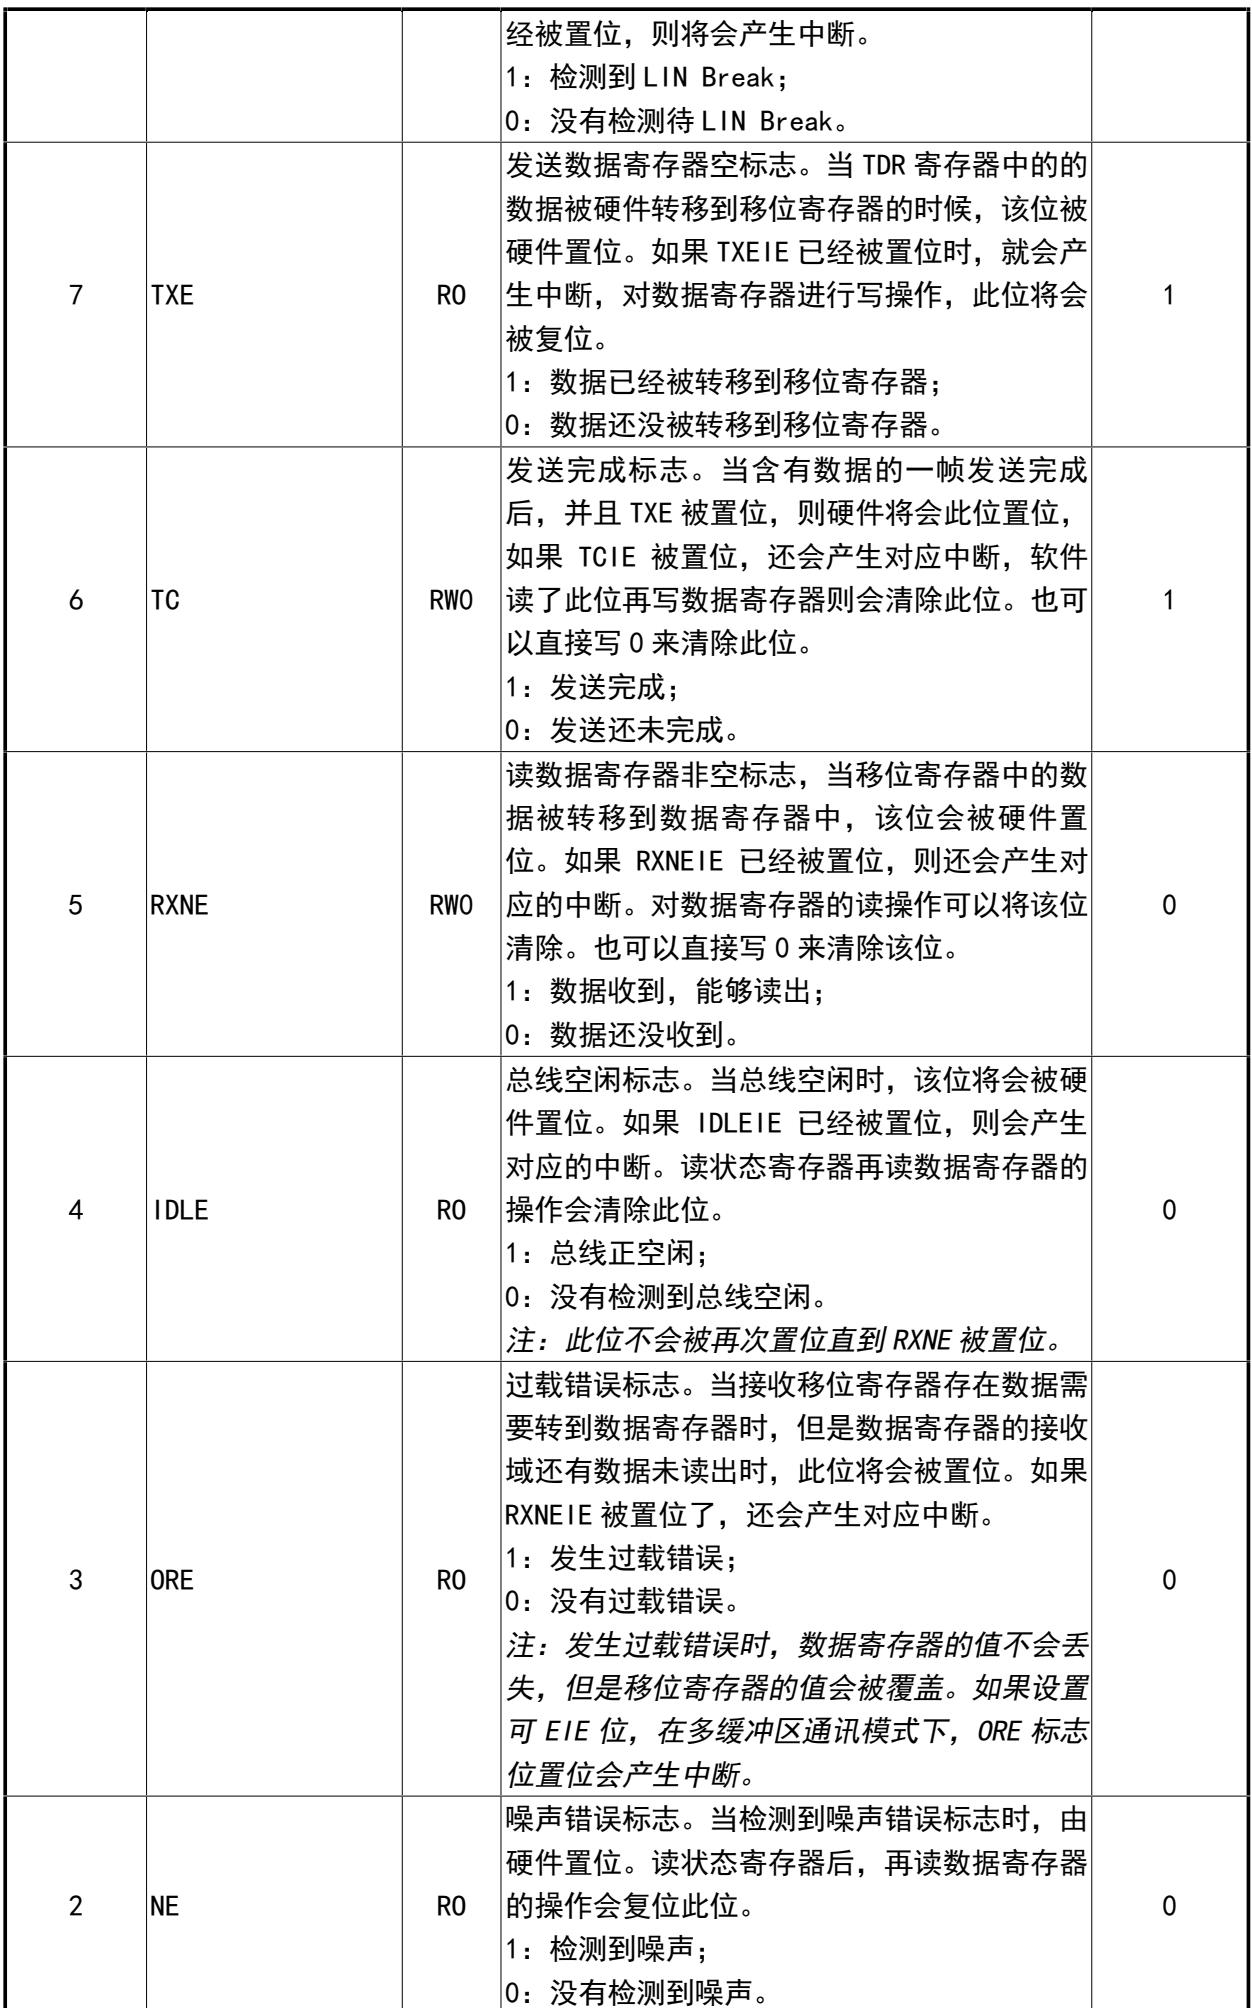 经被置位，则将会产生中断。
1：检测到 LIN Break；
0：没有检测待 LIN Break。
7 TXE RO 1
发送数据寄存器空标志。当 TDR 寄存器中的的
数据被硬件转移到移位寄存器的时候，该位被
硬件置位。如果 TXEIE 已经被置位时，就会产
生中断，对数据寄存器进行写操作，此位将会
被复位。
1：数据已经被转移到移位寄存器；
0：数据还没被转移到移位寄存器。
6 TC RW0 1
发送完成标志。当含有数据的一帧发送完成
后，并且 TXE 被置位，则硬件将会此位置位，
如果 TCIE 被置位，还会产生对应中断，软件
读了此位再写数据寄存器则会清除此位。也可
以直接写 0 来清除此位。
1：发送完成；
0：发送还未完成。
5 RXNE RW0 0
读数据寄存器非空标志，当移位寄存器中的数
据被转移到数据寄存器中，该位会被硬件置
位。如果 RXNEIE 已经被置位，则还会产生对
应的中断。对数据寄存器的读操作可以将该位
清除。也可以直接写 0 来清除该位。
1：数据收到，能够读出；
0：数据还没收到。
4 IDLE RO 0
总线空闲标志。当总线空闲时，该位将会被硬
件置位。如果 IDLEIE 已经被置位，则会产生
对应的中断。读状态寄存器再读数据寄存器的
操作会清除此位。
1：总线正空闲；
0：没有检测到总线空闲。
注：此位不会被再次置位直到 RXNE 被置位。
3 ORE RO 0
过载错误标志。当接收移位寄存器存在数据需
要转到数据寄存器时，但是数据寄存器的接收
域还有数据未读出时，此位将会被置位。如果
RXNEIE 被置位了，还会产生对应中断。
1：发生过载错误；
0：没有过载错误。
注：发生过载错误时，数据寄存器的值不会丢
失，但是移位寄存器的值会被覆盖。如果设置
可 EIE 位，在多缓冲区通讯模式下，ORE 标志
位置位会产生中断。
2 NE RO 0
噪声错误标志。当检测到噪声错误标志时，由
硬件置位。读状态寄存器后，再读数据寄存器
的操作会复位此位。
1：检测到噪声；
0：没有检测到噪声。